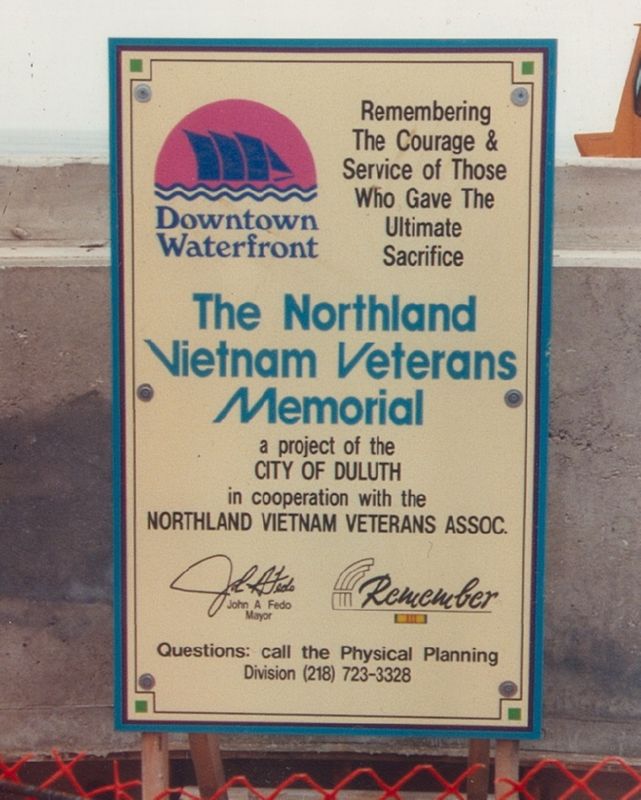 Downtown
Waterfront
Remembering
The Courage &
Service of Those
Who Gave The
Ultimate
Sacrifice
The Northland
Vietnam Veterans
Memorial
a project of the
CITY OF DULUTH
in cooperation with the
NORTHLAND VIETNAM VETERANS ASSOC.
John A Fedo
John A Fedo
Mayor
Remember
Questions: call the Physical Planning
Division (218) 723-3328